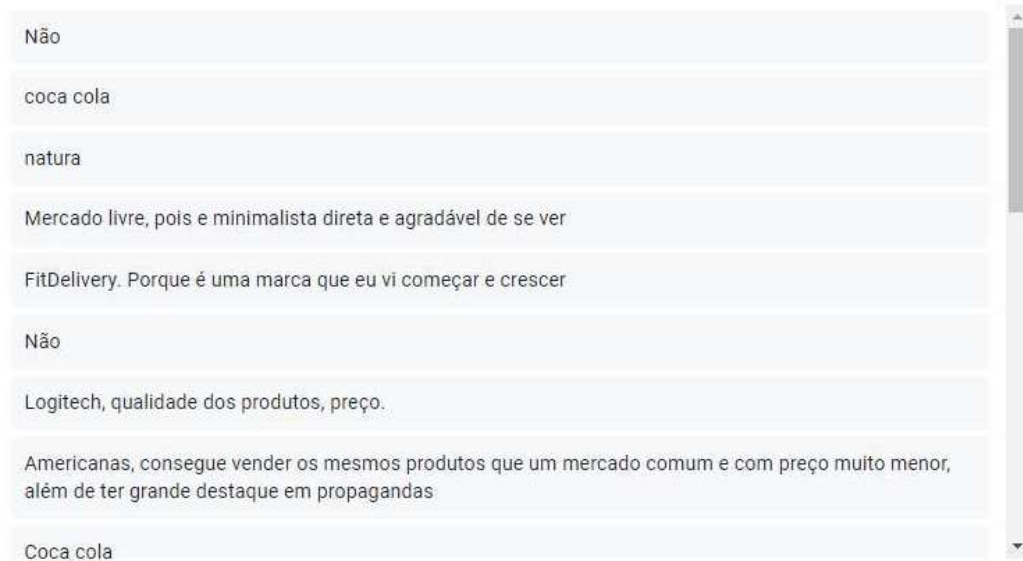 Não
coca cola
natura
Mercado livre, pois e minimalista direta e agradável de se ver
FitDelivery. Porque é uma marca que eu vi começar e crescer
Não
Logitech, qualidade dos produtos, preço.
Americanas, consegue vender os mesmos produtos que um mercado comum e com preço muito menor,
além de ter grande destaque em propagandas
Coca cola